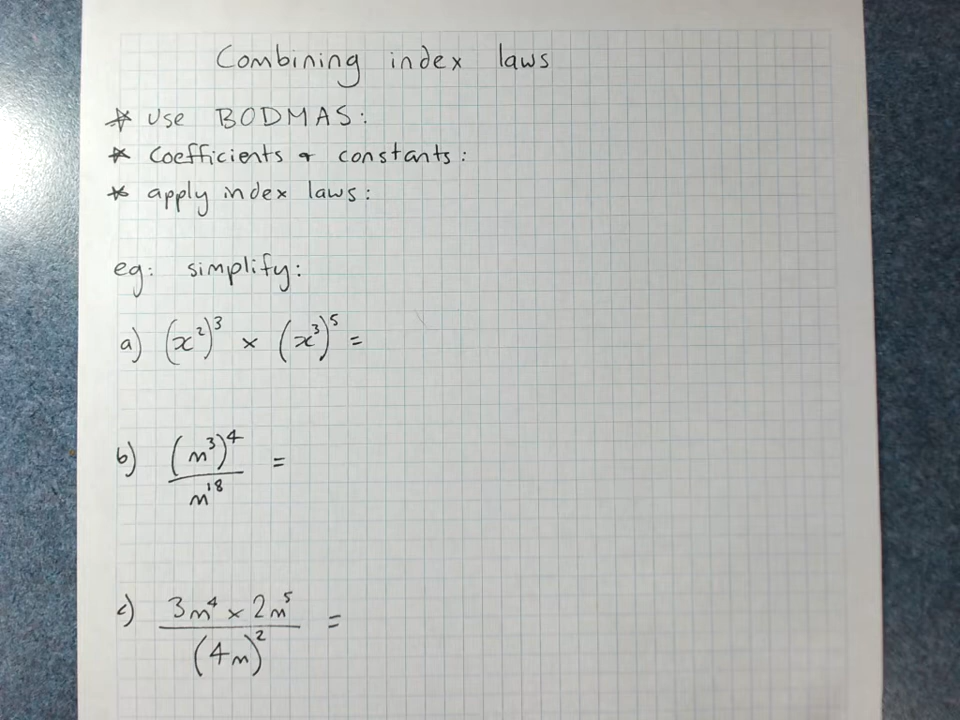 Combining index laws
* Use BODMAS:
* Coefficients & constants:
* apply index laws:
eg: simplify:
a) (x²)³ × (x³)⁵ =
b) (m³)⁴ / m¹⁸ =
c) 3m⁴ × 2m⁵ / (4m)² =